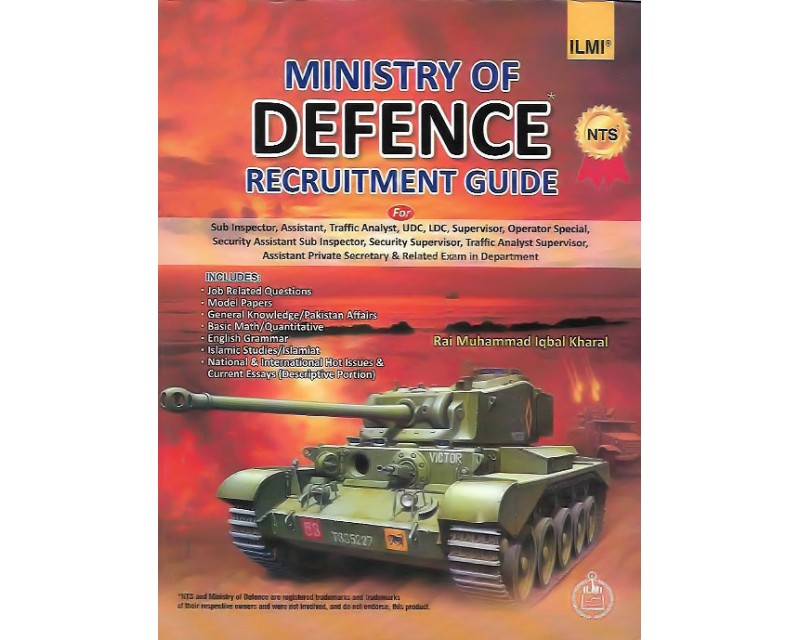 ILMI®
MINISTRY OF
DEFENCE*
NTS
RECRUITMENT GUIDE
For
Sub Inspector, Assistant, Traffic Analyst, UDC, LDC, Supervisor, Operator Special,
Security Assistant Sub Inspector, Security Supervisor, Traffic Analyst Supervisor,
Assistant Private Secretary & Related Exam in Department
INCLUDES:
• Job Related Questions
• Model Papers
• General Knowledge/Pakistan Affairs
• Basic Math/Quantitative
• English Grammar
• Islamic Studies/Islamiat
• National & International Hot Issues &
Current Essays (Descriptive Portion)
Rai Muhammad Iqbal Kharal
VICTOR
53
T335227
*NTS and Ministry of Defence are registered trademarks and trademarks
of their respective owners and were not involved, and do not endorse, this product.